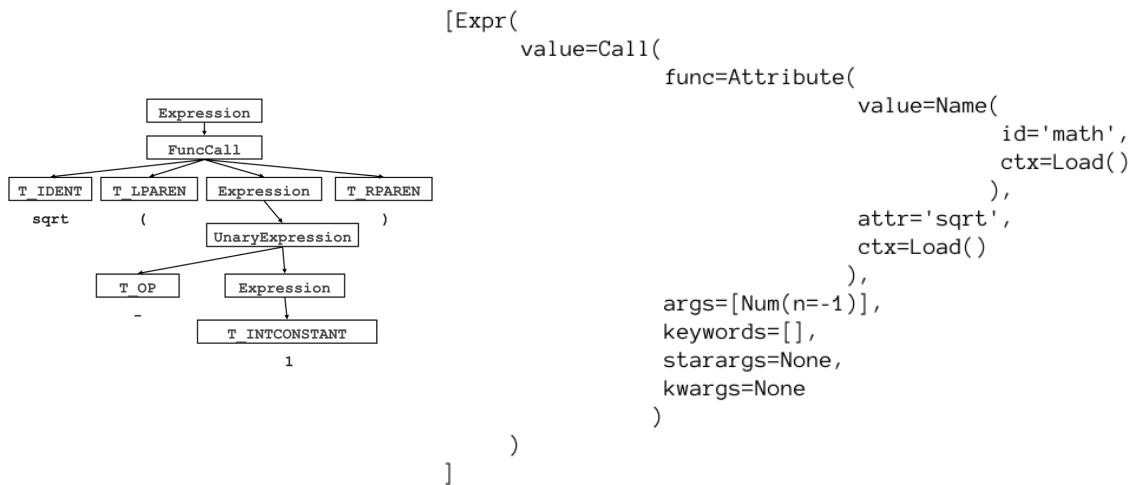 Expression
FuncCall
T_IDENT T_LPAREN Expression T_RPAREN
sqrt ( )
UnaryExpression
T_OP Expression
-
T_INTCONSTANT
1
[Expr(
value=Call(
func=Attribute(
value=Name(
id='math',
ctx=Load()
),
attr='sqrt',
ctx=Load()
),
args=[Num(n=-1)],
keywords=[],
starargs=None,
kwargs=None
)
)
]